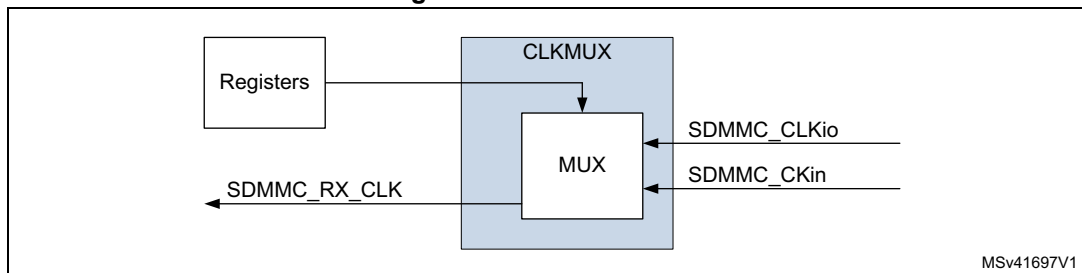 CLKMUX
Registers
SDMMC_CLKio
MUX
SDMMC_CKin
SDMMC_RX_CLK
MSv41697V1